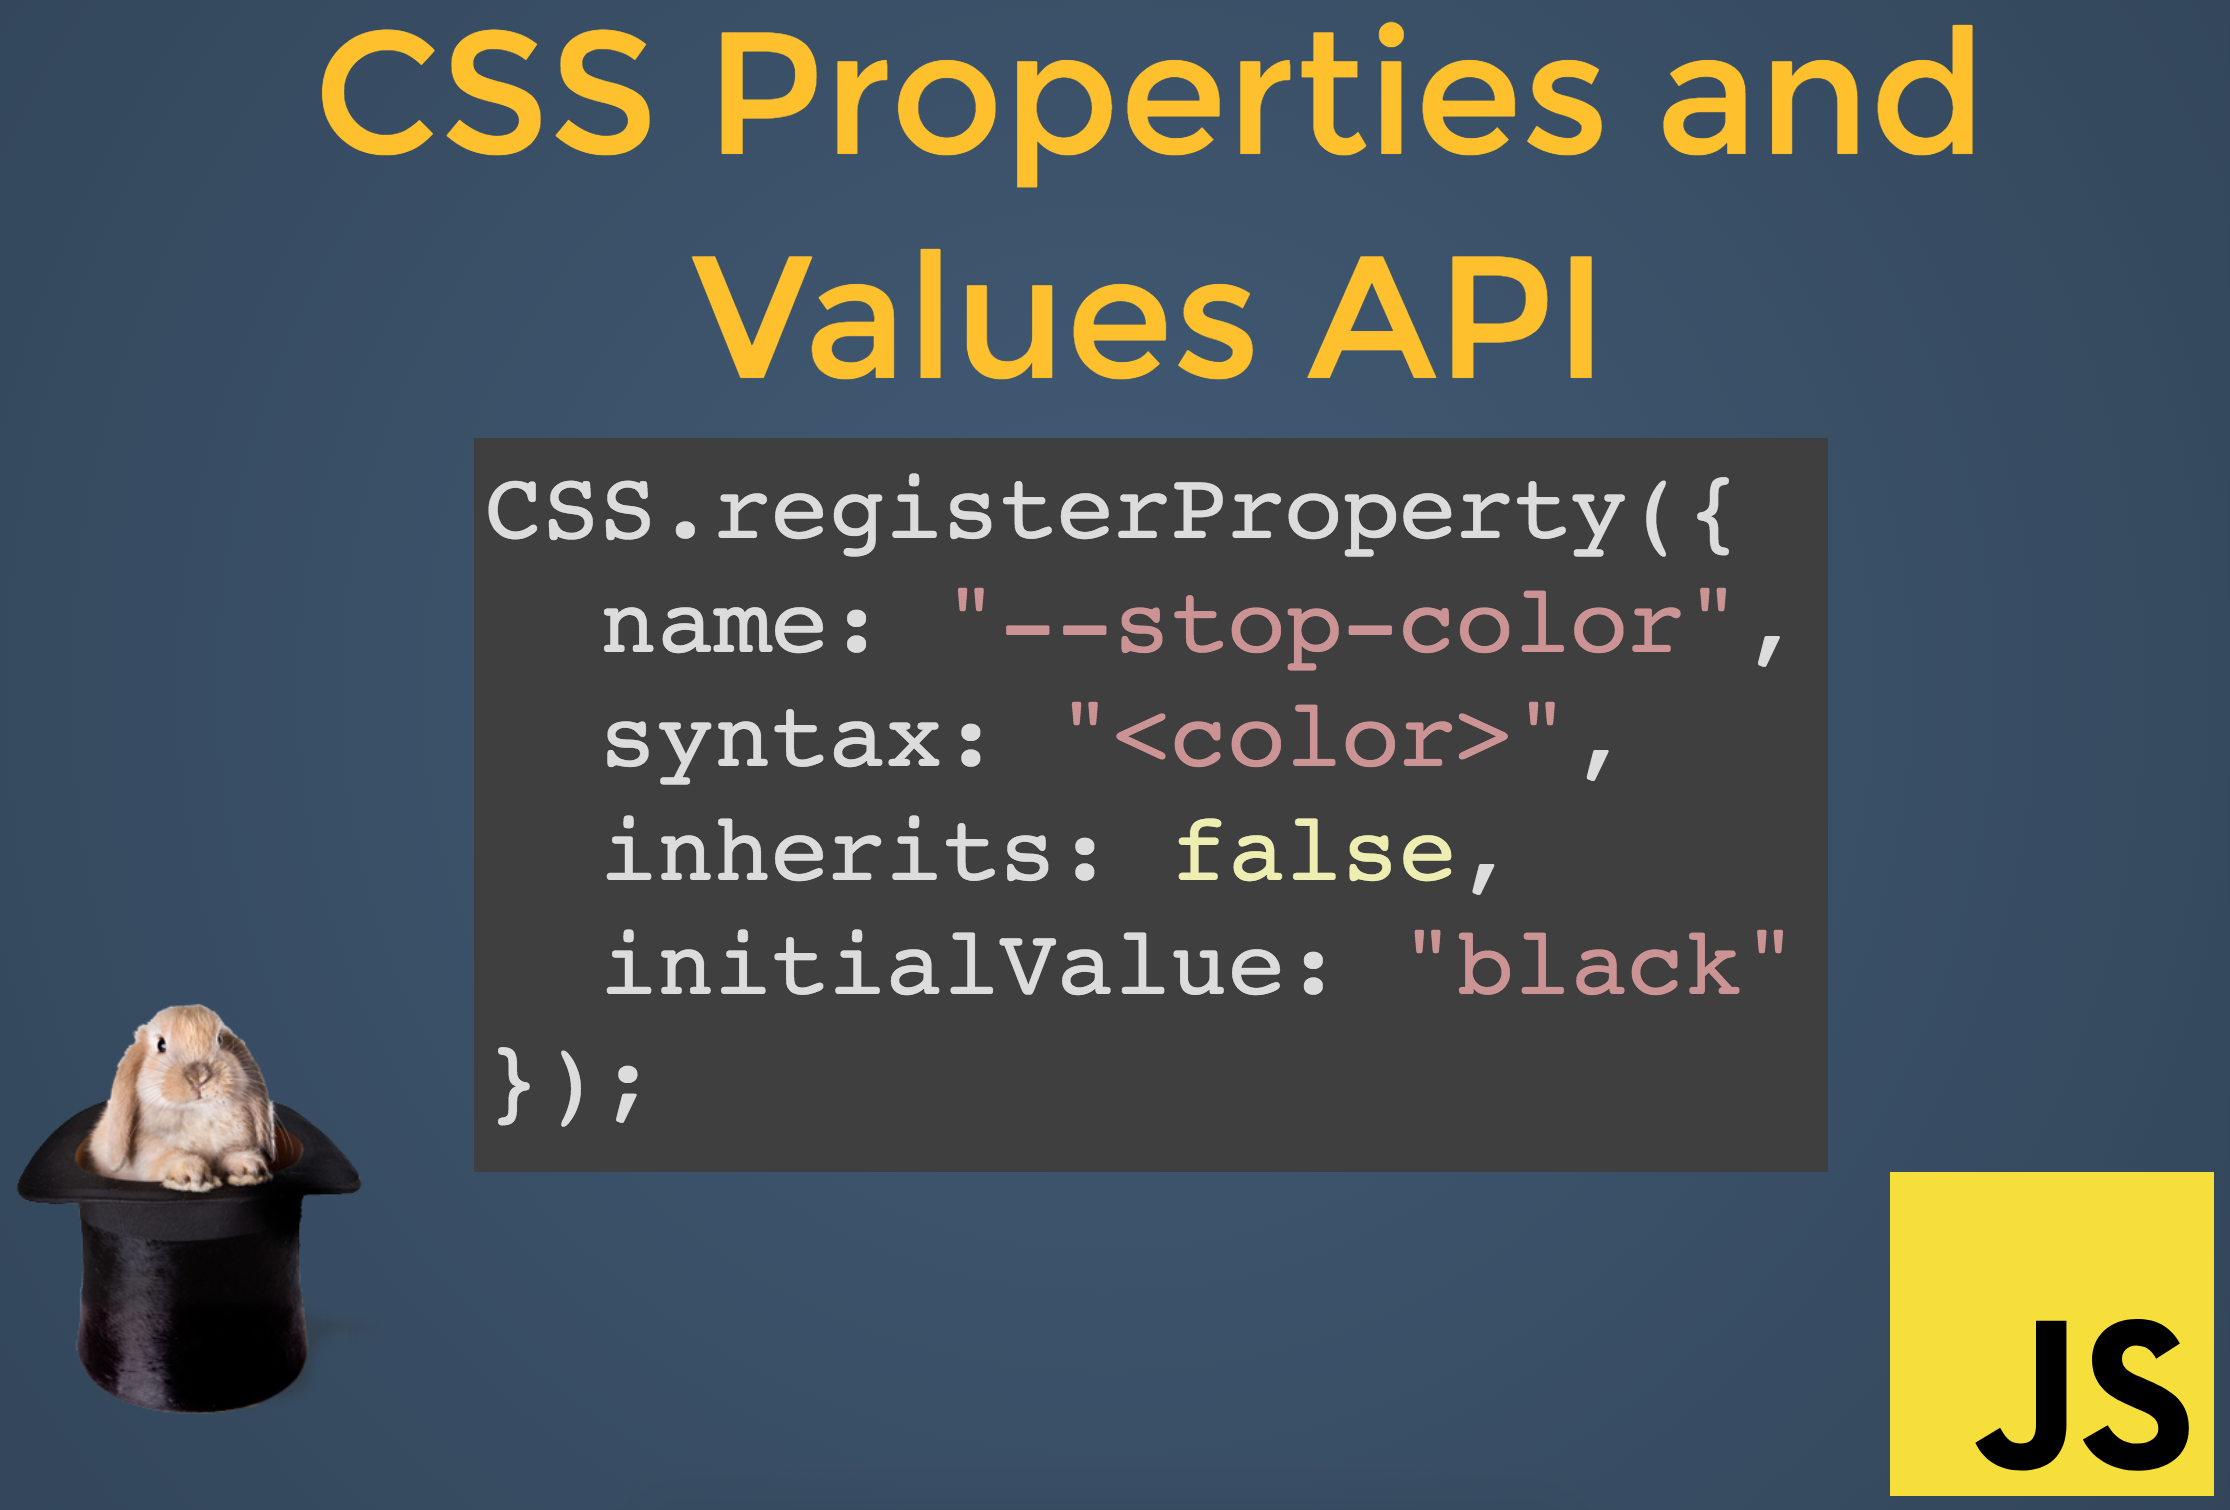 CSS Properties and
Values API
CSS.registerProperty({
  name: "--stop-color",
  syntax: "<color>",
  inherits: false,
  initialValue: "black"
});
JS